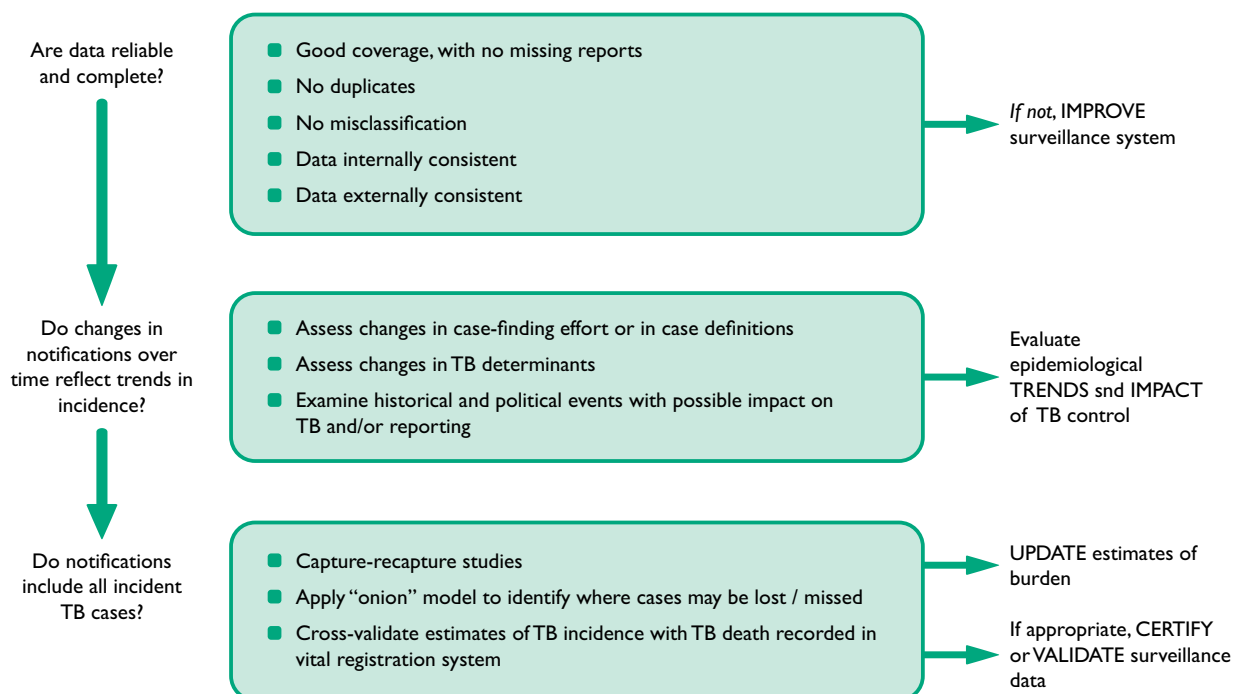 Are data reliable
and complete?
Good coverage, with no missing reports
No duplicates
No misclassification
Data internally consistent
Data externally consistent
If not, IMPROVE
surveillance system
Do changes in
notifications over
time reflect trends in
incidence?
Assess changes in case-finding effort or in case definitions
Assess changes in TB determinants
Examine historical and political events with possible impact on
TB and/or reporting
Evaluate
epidemiological
TRENDS snd IMPACT
of TB control
Do notifications
include all incident
TB cases?
Capture-recapture studies
Apply “onion” model to identify where cases may be lost / missed
Cross-validate estimates of TB incidence with TB death recorded in
vital registration system
UPDATE estimates of
burden
If appropriate, CERTIFY
or VALIDATE surveillance
data